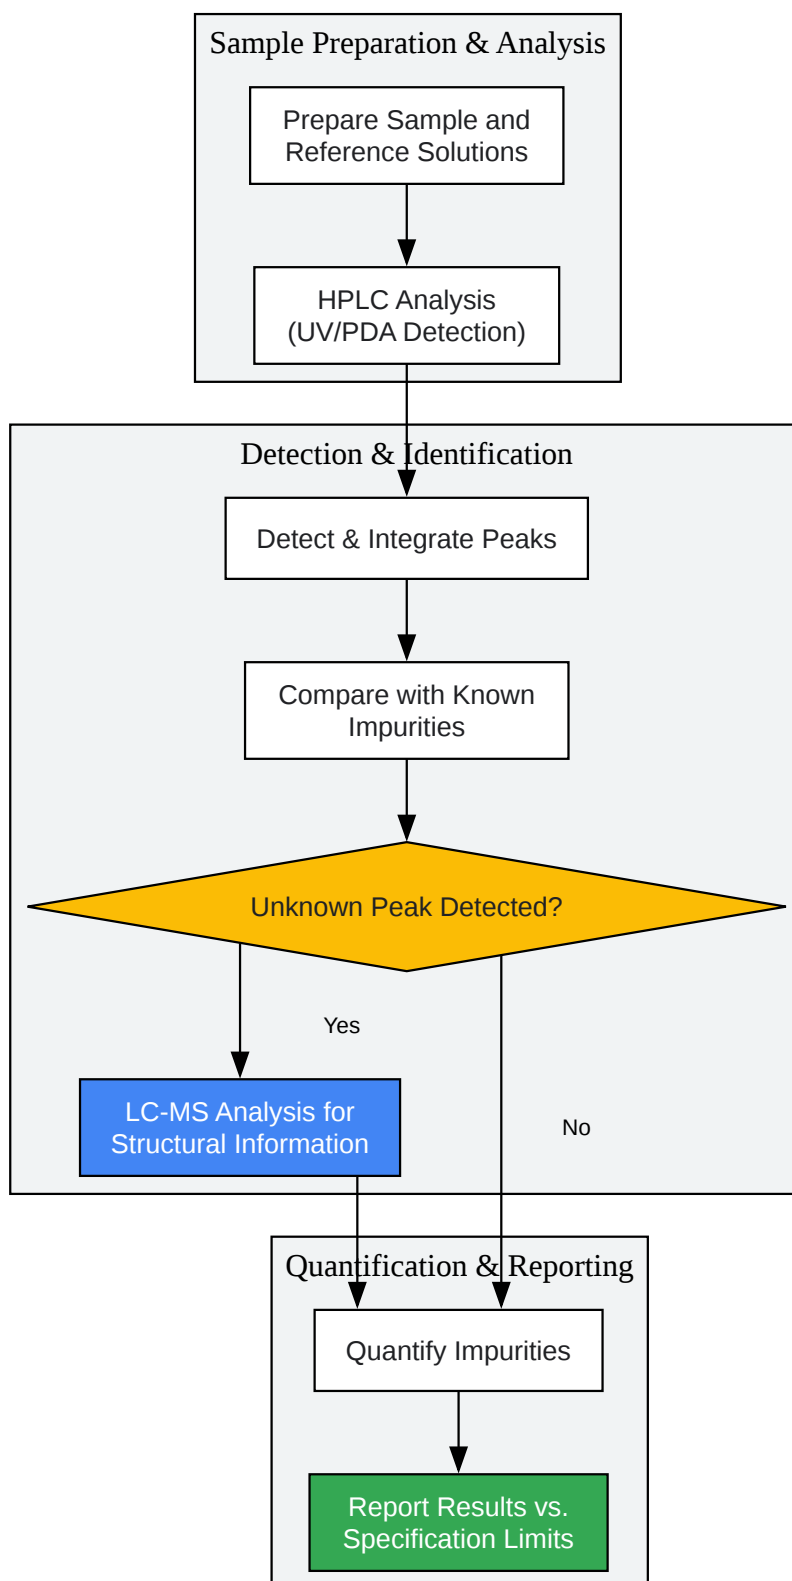 Sample Preparation & Analysis
Prepare Sample and
Reference Solutions
HPLC Analysis
(UV/PDA Detection)
Detection & Identification
Detect & Integrate Peaks
Compare with Known
Impurities
Unknown Peak Detected?
Yes
LC-MS Analysis for
Structural Information
No
Quantification & Reporting
Quantify Impurities
Report Results vs.
Specification Limits